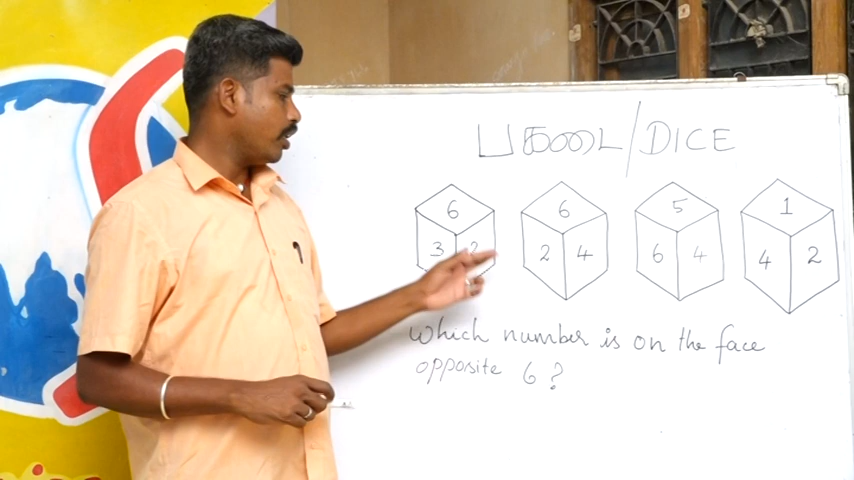 பகடை/DICE
6 3 2
6 2 4
5 6 4
1 4 2
which number is on the face
opposite 6?